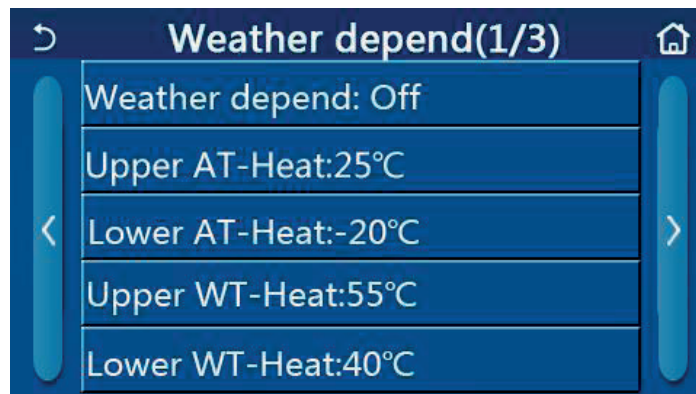 Weather depend(1/3)
Weather depend: Off
Upper AT-Heat:25℃
Lower AT-Heat:-20℃
Upper WT-Heat:55℃
Lower WT-Heat:40℃